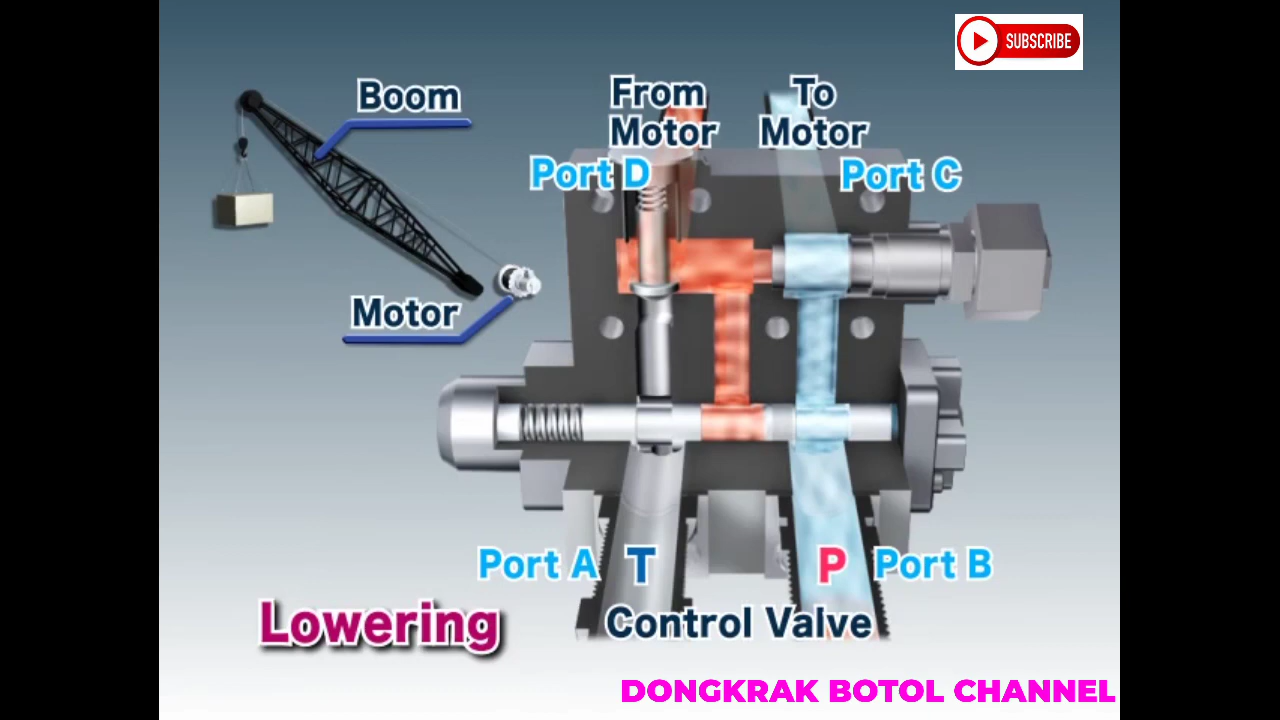 SUBSCRIBE
Boom
From
Motor
To
Motor
Port D
Port C
Motor
Port A
T
P
Port B
Control Valve
Lowering
DONGKRAK BOTOL CHANNEL